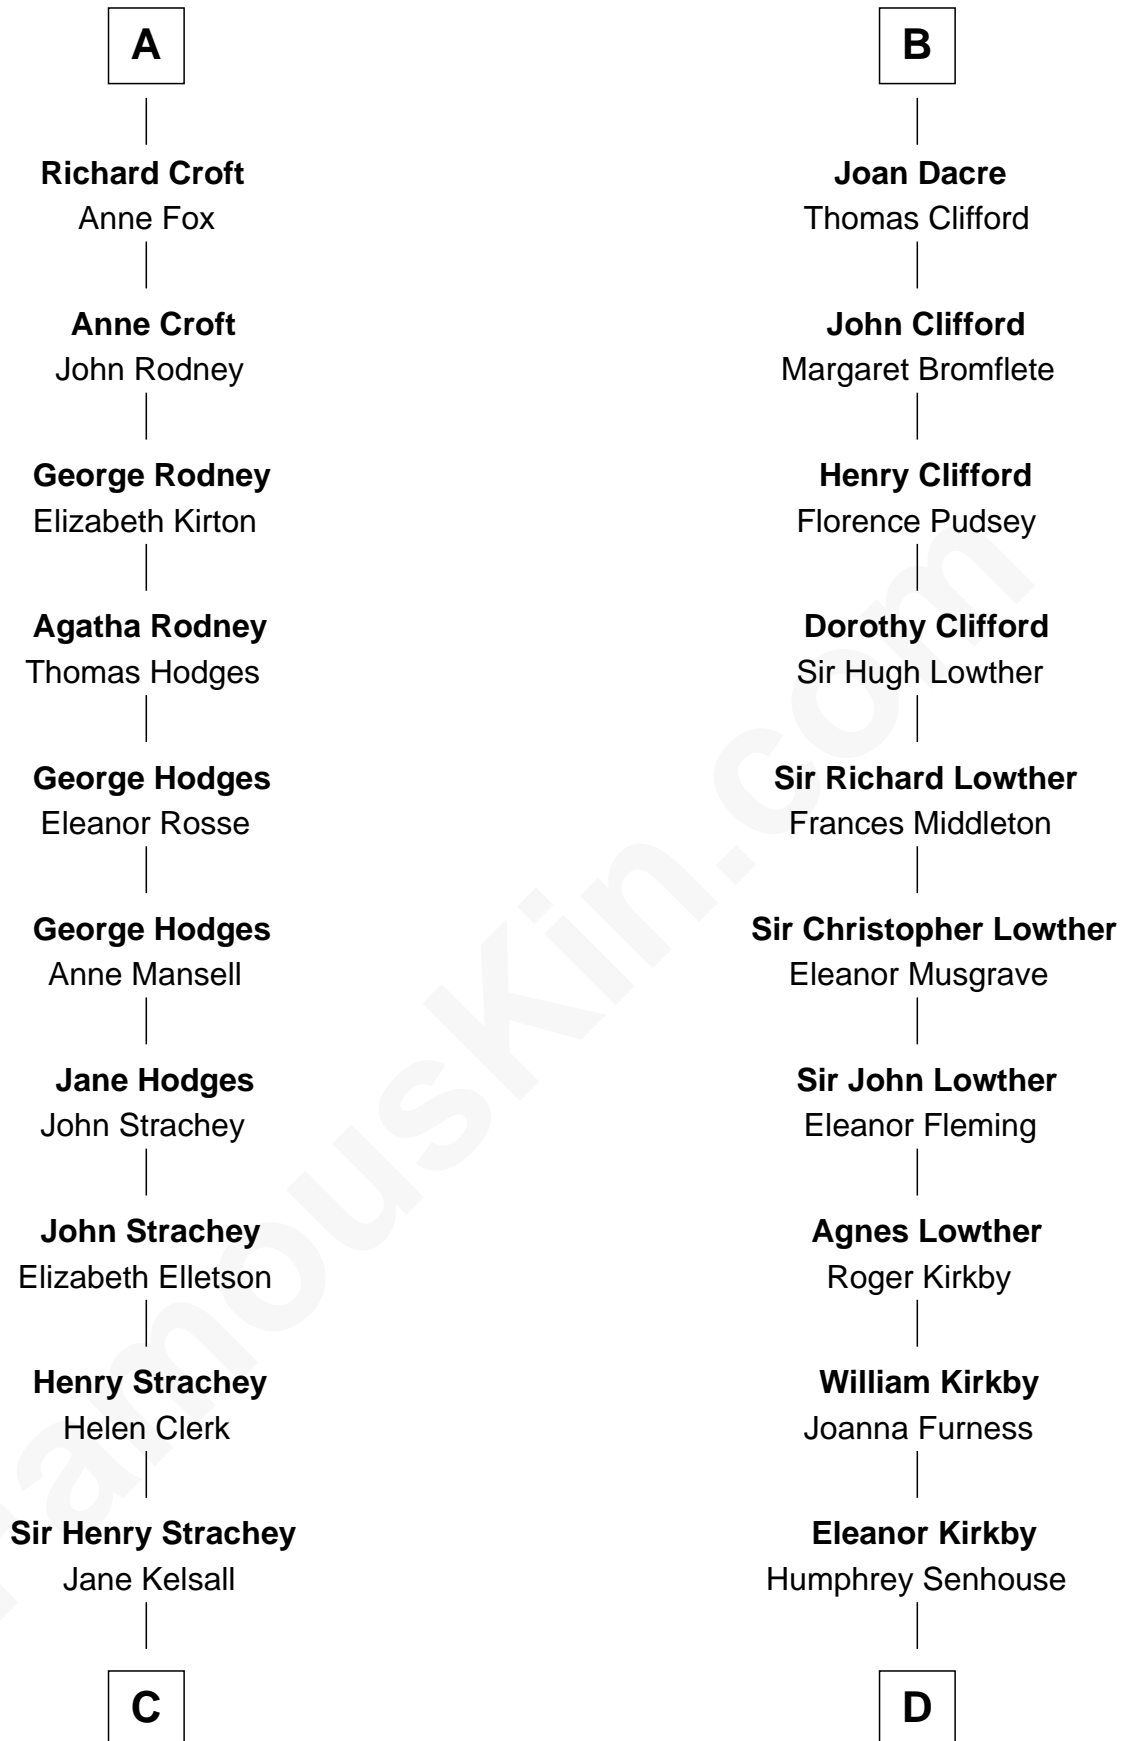 A
Richard Croft
Anne Fox
Anne Croft
John Rodney
George Rodney
Elizabeth Kirton
Agatha Rodney
Thomas Hodges
George Hodges
Eleanor Rosse
George Hodges
Anne Mansell
Jane Hodges
John Strachey
John Strachey
Elizabeth Elletson
Henry Strachey
Helen Clerk
Sir Henry Strachey
Jane Kelsall
C
B
Joan Dacre
Thomas Clifford
John Clifford
Margaret Bromflete
Henry Clifford
Florence Pudsey
Dorothy Clifford
Sir Hugh Lowther
Sir Richard Lowther
Frances Middleton
Sir Christopher Lowther
Eleanor Musgrave
Sir John Lowther
Eleanor Fleming
Agnes Lowther
Roger Kirkby
William Kirkby
Joanna Furness
Eleanor Kirkby
Humphrey Senhouse
D
FamousKin.com